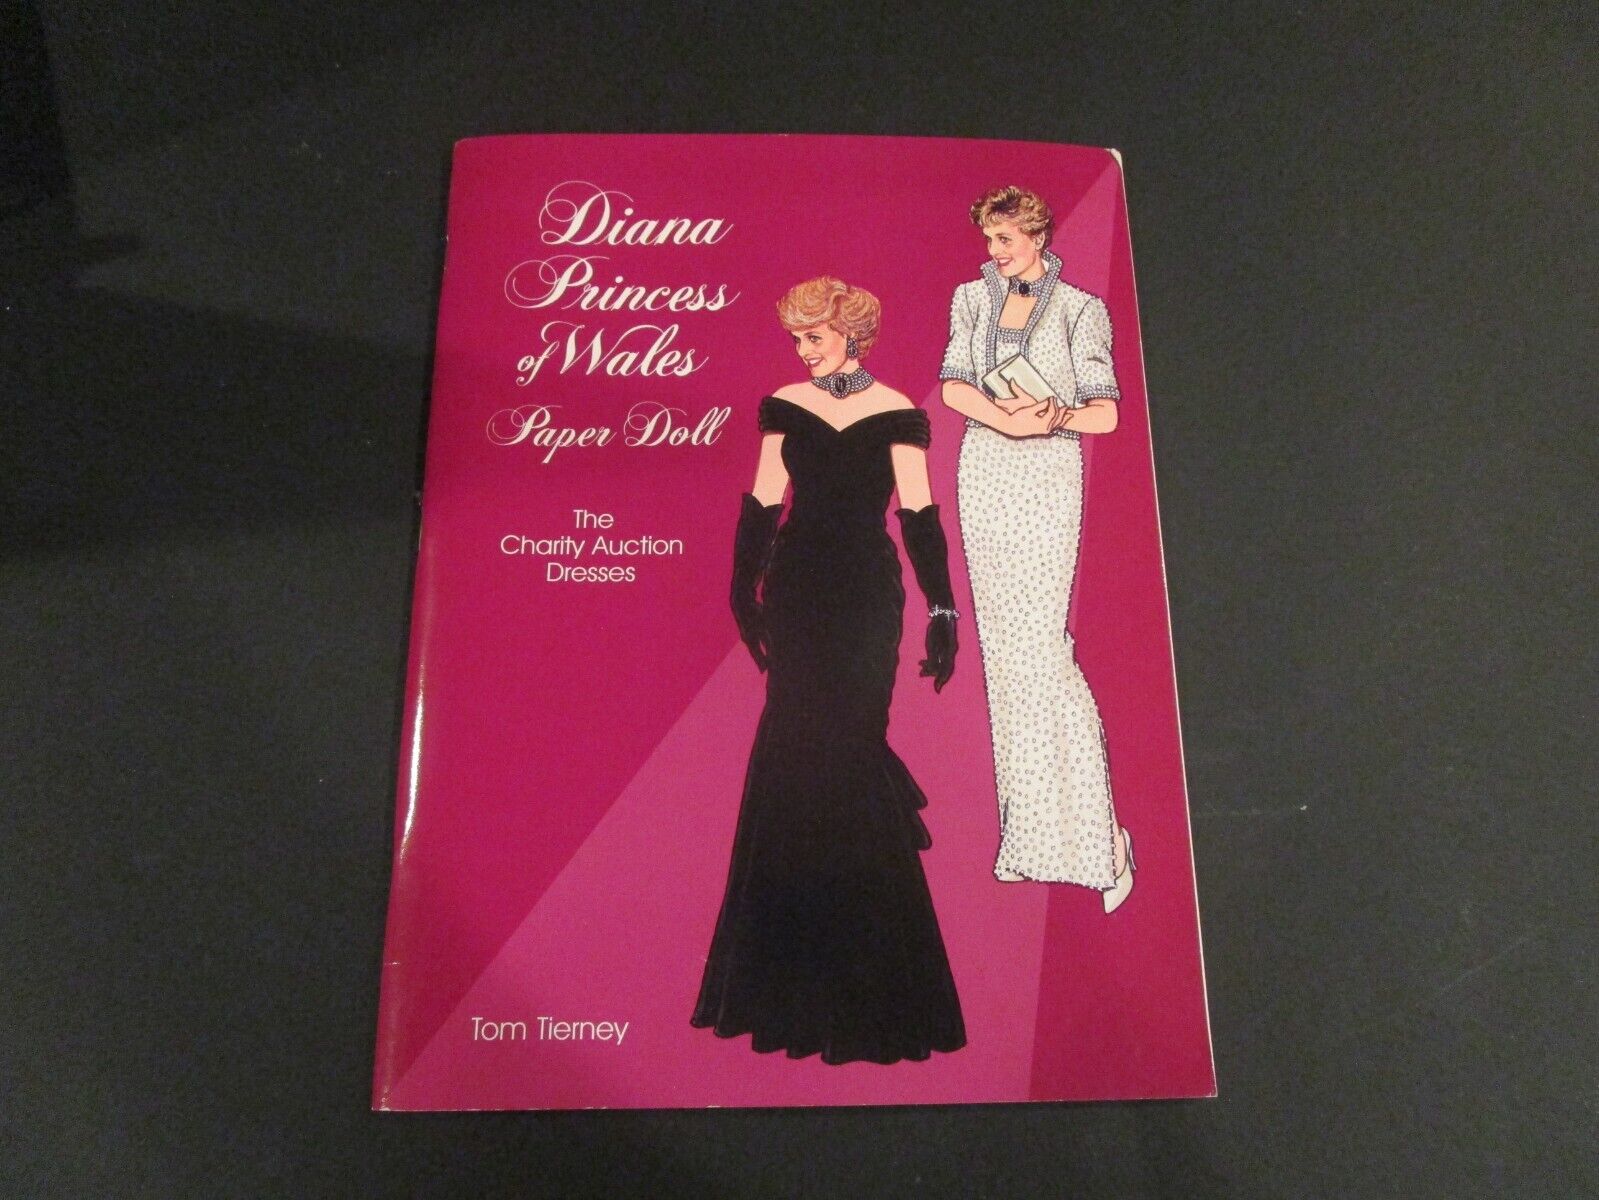 Diana
Princess
of Wales
Paper Doll
The
Charity Auction
Dresses
Tom Tierney